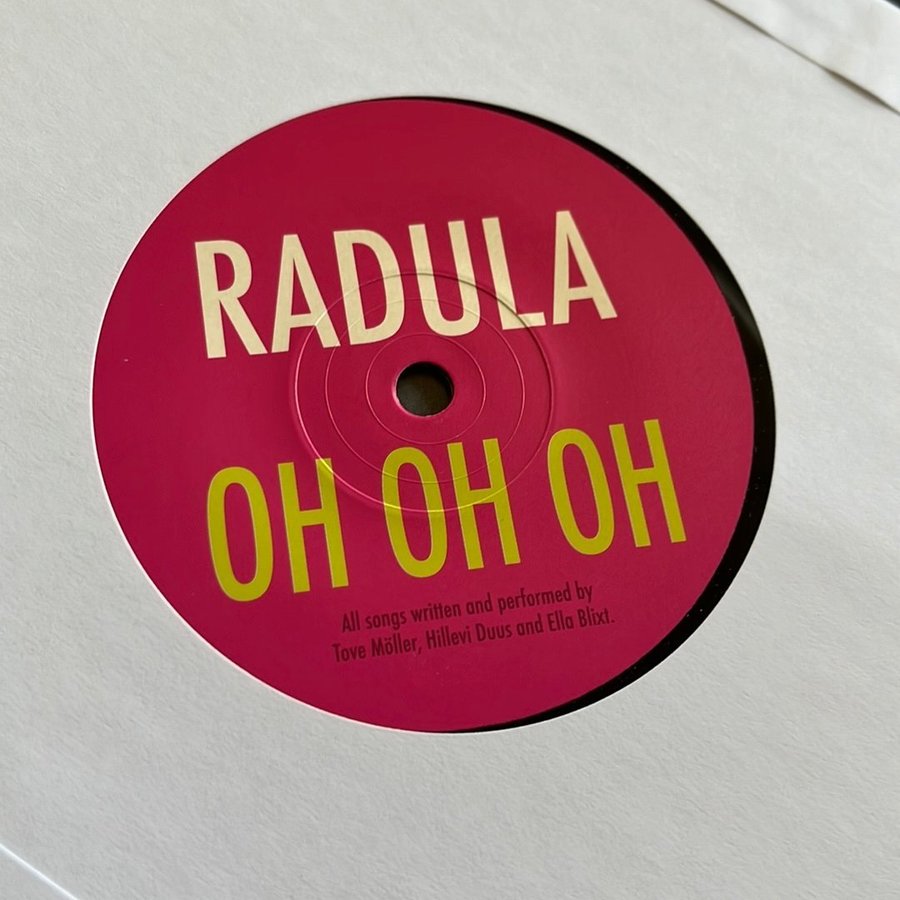 RADULA
OH OH OH
All songs written and performed by
Tove Möller, Hillevi Duus and Ella Blixt.